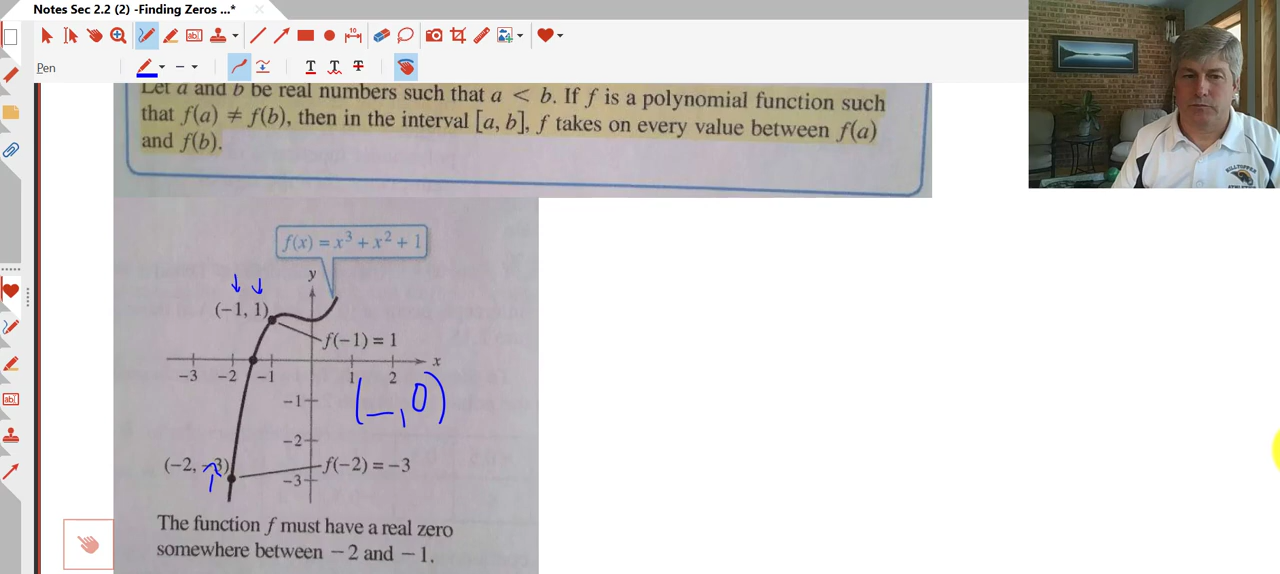 Notes Sec 2.2 (2) -Finding Zeros ...*
Pen
Let a and b be real numbers such that a < b. If f is a polynomial function such
that f(a) ≠ f(b), then in the interval [a, b], f takes on every value between f(a)
and f(b).
f(x) = x³ + x² + 1
y
(−1, 1)
f(−1) = 1
x
−3 −2 −1 1 2
−1
(_, 0)
−2
(−2, −3)
f(−2) = −3
−3
The function f must have a real zero
somewhere between −2 and −1.
HILLTOPPER